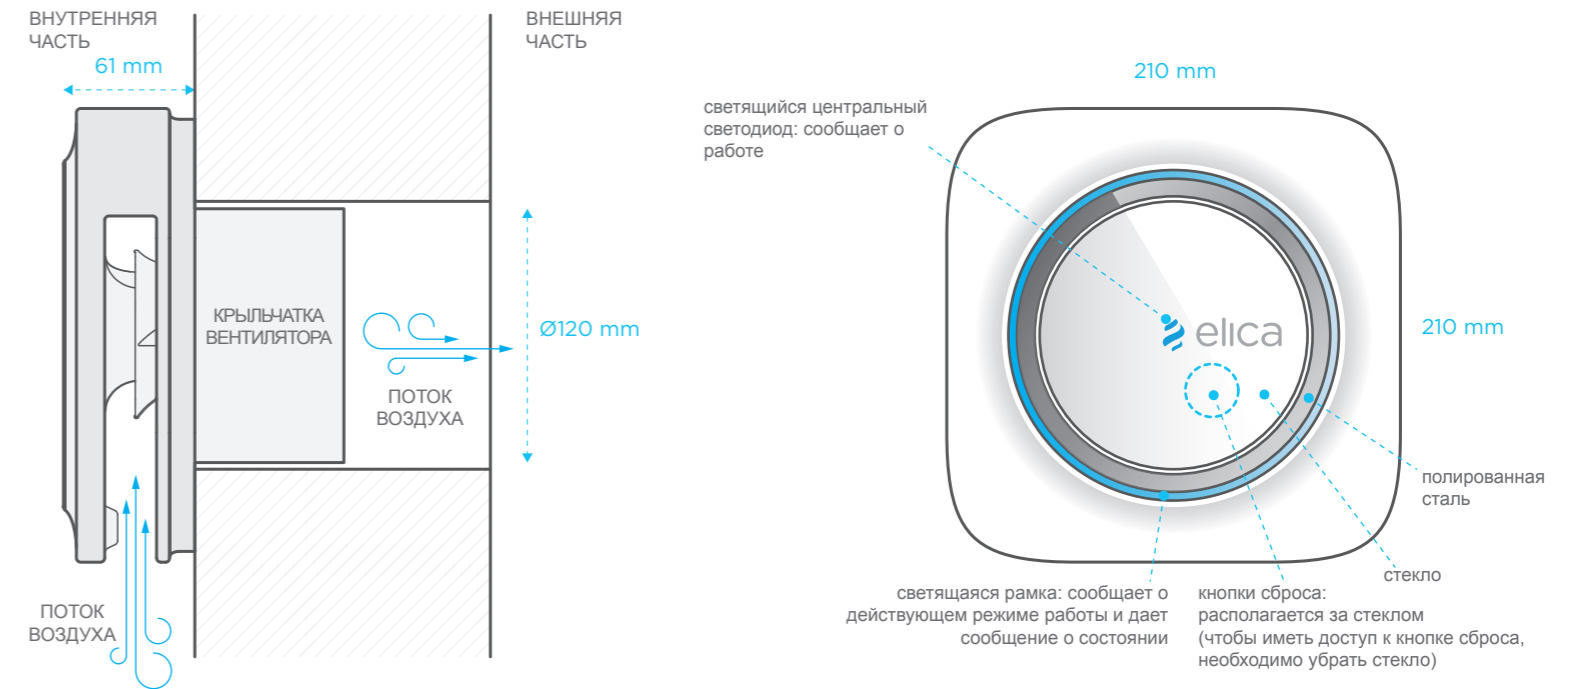 ВНУТРЕННЯЯ
ЧАСТЬ
61 mm
ВНЕШНЯЯ
ЧАСТЬ
КРЫЛЬЧАТКА
ВЕНТИЛЯТОРА
Ø120 mm
ПОТОК
ВОЗДУХА
ПОТОК
ВОЗДУХА
210 mm
светящийся центральный
светодиод: сообщает о
работе
elica
210 mm
полированная
сталь
стекло
светящаяся рамка: сообщает о
действующем режиме работы и дает
сообщение о состоянии
кнопки сброса:
располагается за стеклом
(чтобы иметь доступ к кнопке сброса,
необходимо убрать стекло)